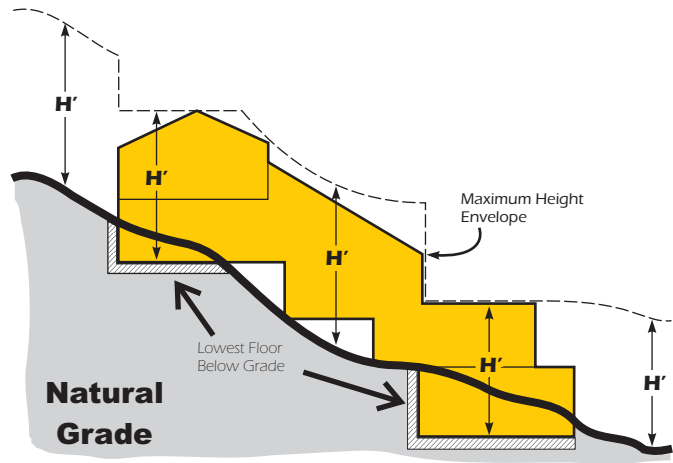 H'
H'
Maximum Height
Envelope
H'
Lowest Floor
Below Grade
H'
H'
Natural
Grade